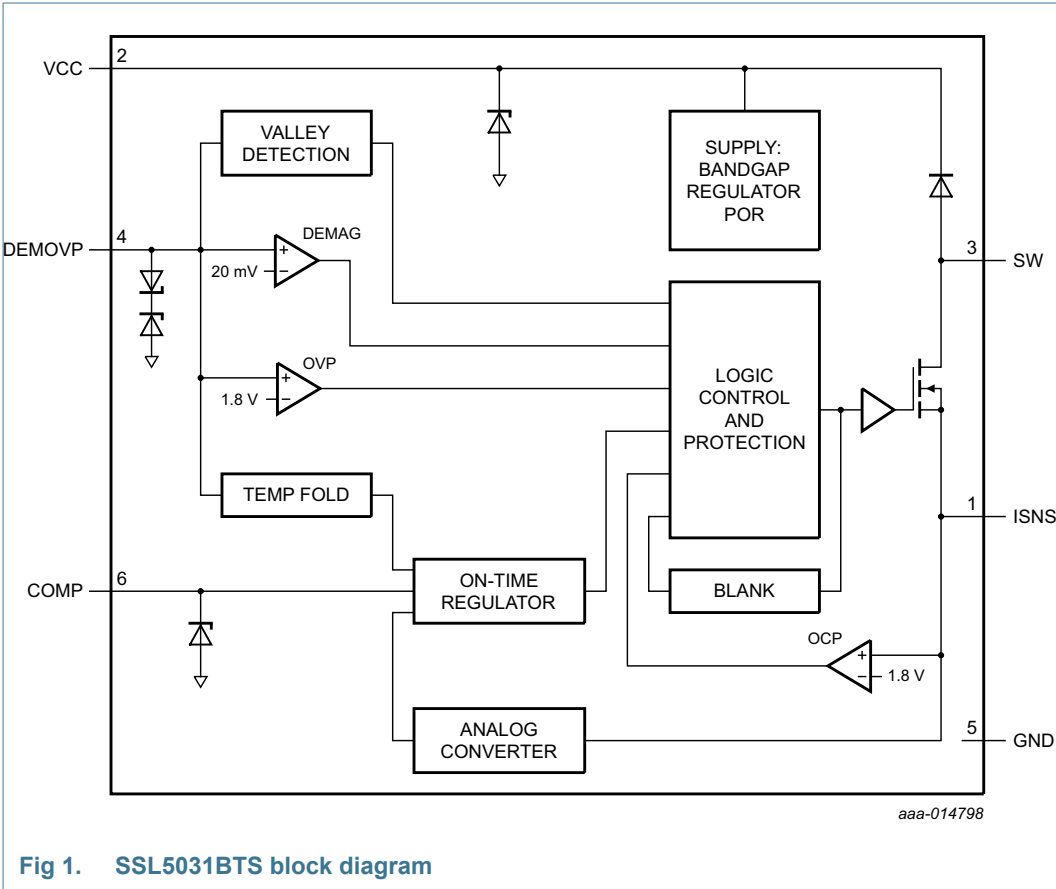 2
VCC
VALLEY
DETECTION
SUPPLY:
BANDGAP
REGULATOR
POR
4
DEMOVP
DEMAG
+
20 mV
−
3
SW
OVP
+
1.8 V
−
LOGIC
CONTROL
AND
PROTECTION
TEMP FOLD
1
ISNS
6
COMP
ON-TIME
REGULATOR
BLANK
OCP
+
− 1.8 V
ANALOG
CONVERTER
5
GND
aaa-014798
Fig 1. SSL5031BTS block diagram